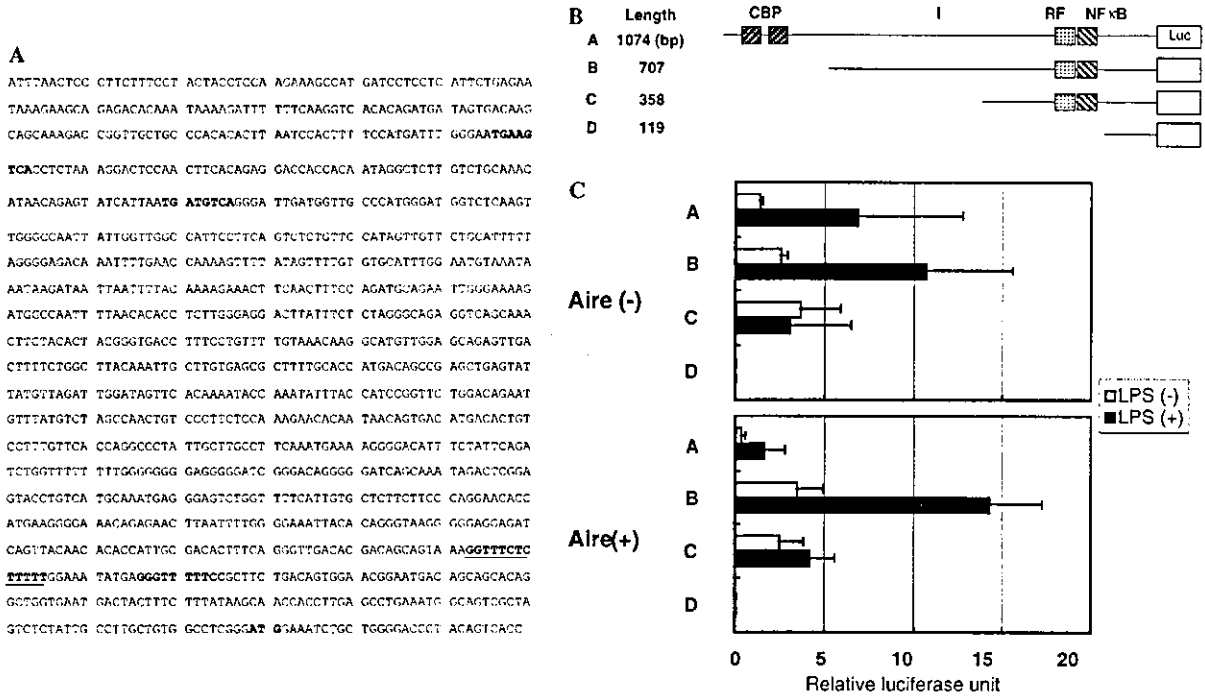 A
ATTTAACTCC CTTCTTTCCT ACTACCTCCA AGAAAGCCAT GATCCTCCTC ATTCTGAGAA
TAAAGAAGCA GAGACACAAA TAAAAGATTT TTTCAAGGTC ACACAGATGA TAGTGACAAG
CAGCAAAGAC CGGTTGCTGC CCACACACTT AATCCACTTT TCCATGATTT GGGAATGAAG
TCACCTCTAA AGGACTCCAA CTTCACAGAG GACCACCACA ATAGGCTCTT GTCTGCAAAC
ATAACAGAGT ATCATTAATG ATGTCAGGGA TTGATGGTTG CCCATGGGAT GGTCTCAAGT
TGGGCCAATT ATTGGTTGGC CATTCCTTCA GTCTCTGTTC CATAGTTGTT CTGCATTTTT
AGGGGAGACA AATTTTGAAC CAAAAGTTTT ATAGTTTTGT GTGCATTTGG AATGTAAATA
AATAAGATAA TTAATTTTAC AAAAGAAACT TCAACTTTCC AGATGCAGAA TTGGGAAAAG
ATGCCCAATT TTAACACACC TCTTGGGAGG ACTTATTTCT CTAGGGCAGA GGTCAGCAAA
CTTCTACACT ACGGGTGACC TTTCCTGTTT TGTAAACAAG GCATGTTGGA GCAGAGTTGA
CTTTTCTGGC TTACAAATTG CTTGTGAGCG CTTTTGCACC ATGACAGCCG AGCTGAGTAT
TATGTTAGAT TGGATAGTTC ACAAAATACC AAATATTTAC CATCCGGTTC TGGACAGAAT
GTTTATGTCT AGCCAACTGT CCCTTCTCCA AAGAACACAA TAACAGTGAC ATGACACTGT
CCTTTGTTCA CCAGGCCCTA TTGCTTGCCT TCAAATGAAA AGGGGACATT TCTATTCAGA
TCTGGTTTTT TTTGGGGGGG GAGGGGGATC GGGACAGGGG GATCAGCAAA TAGACTCGGA
GTACCTGTCA TGCAAATGAG GGAGTCTGGT TTTCATTGTG CTCTTCTTCC CAGGAACACC
ATGAAGGGGA AACAGAGAAC TTAATTTTGG GGAAATTACA CAGGGTAAGG GGAGGAGAT
CAGTTACAAC ACACCATTGC GACACTTTCA GGGTTGACAC GACAGCAGTA AAGGTTTCTC
TTTTTGGAAA TATGAGGGTT TTTCCGCTTC TGACAGTGGA ACGGAATGAC AGCAGCACAG
GCTGGTGAAT GACTACTTTC TTTATAAGCA ACCACCTTGA GCCTGAAATG GCAGTCGCTA
GTCTCTATTG CCTTGCTGTG GCCTCGGGAT GGAAATCTGC TGGGGACCCT ACAGTCACC
B Length CBP I RF NFκB
A 1074 (bp) Luc
B 707
C 358
D 119
C
Aire (-)
A
B
C
D
LPS (-)
LPS (+)
Aire(+)
A
B
C
D
0 5 10 15 20
Relative luciferase unit